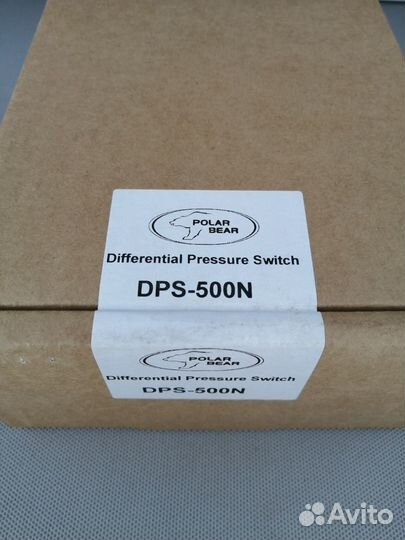 POLAR
BEAR
Differential Pressure Switch
DPS-500N
POLAR
BEAR
Differential Pressure Switch
DPS-500N
Avito